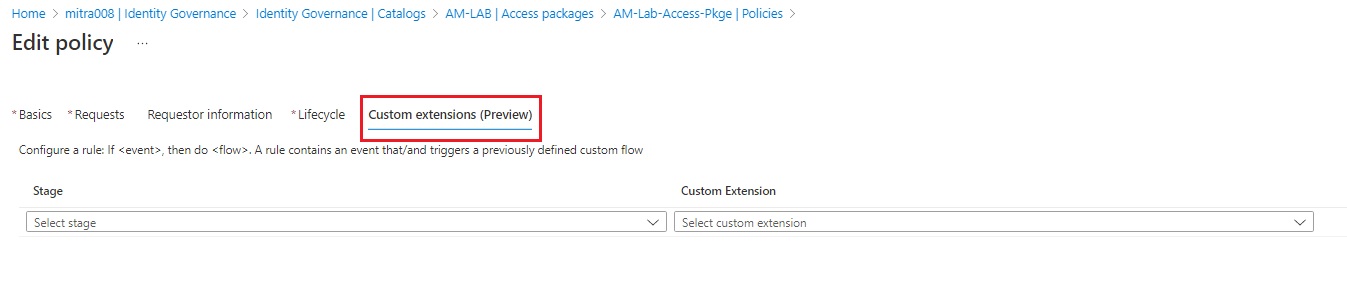 Home > mitra008 | Identity Governance > Identity Governance | Catalogs > AM-LAB | Access packages > AM-Lab-Access-Pkge | Policies >
Edit policy ...
* Basics * Requests Requestor information * Lifecycle Custom extensions (Preview)
Configure a rule: If <event>, then do <flow>. A rule contains an event that/and triggers a previously defined custom flow
Stage Custom Extension
Select stage Select custom extension